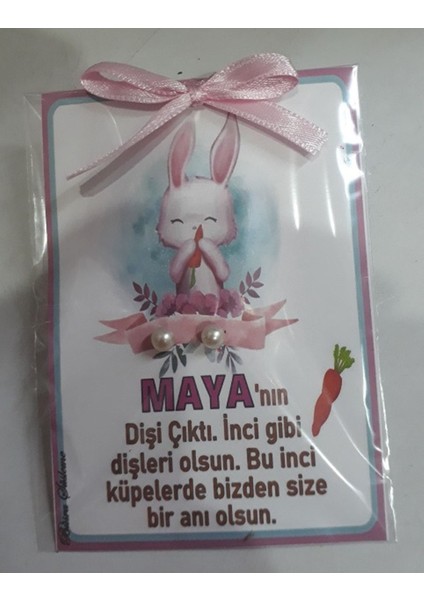 MAYA'nın
Dişi Çıktı. İnci gibi
dişleri olsun. Bu inci
küpelerde bizden size
bir anı olsun.